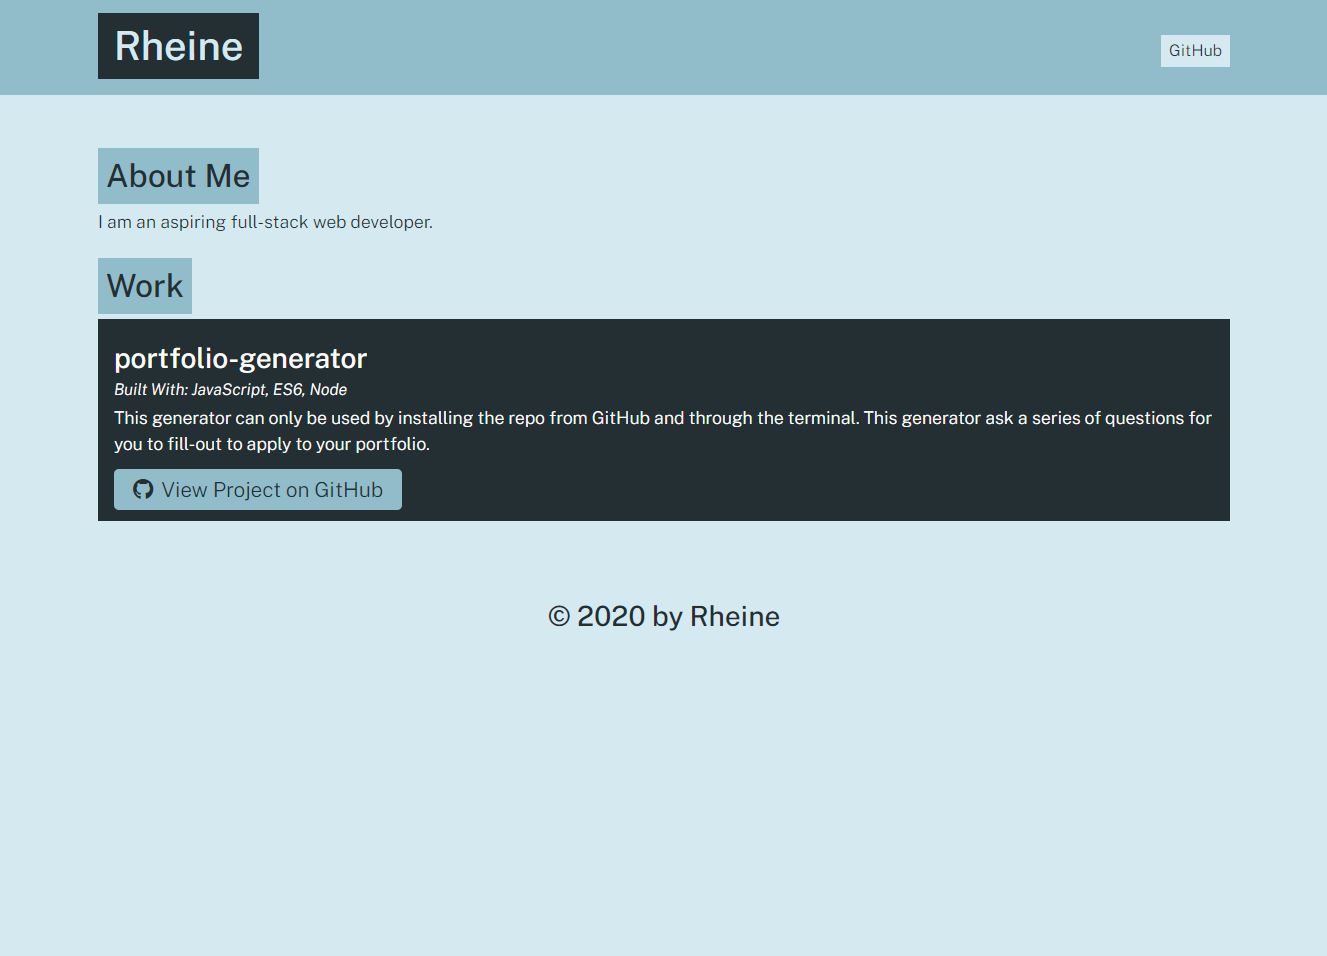 Rheine
GitHub
About Me
I am an aspiring full-stack web developer.
Work
portfolio-generator
Built With: JavaScript, ES6, Node
This generator can only be used by installing the repo from GitHub and through the terminal. This generator ask a series of questions for
you to fill-out to apply to your portfolio.
View Project on GitHub
© 2020 by Rheine